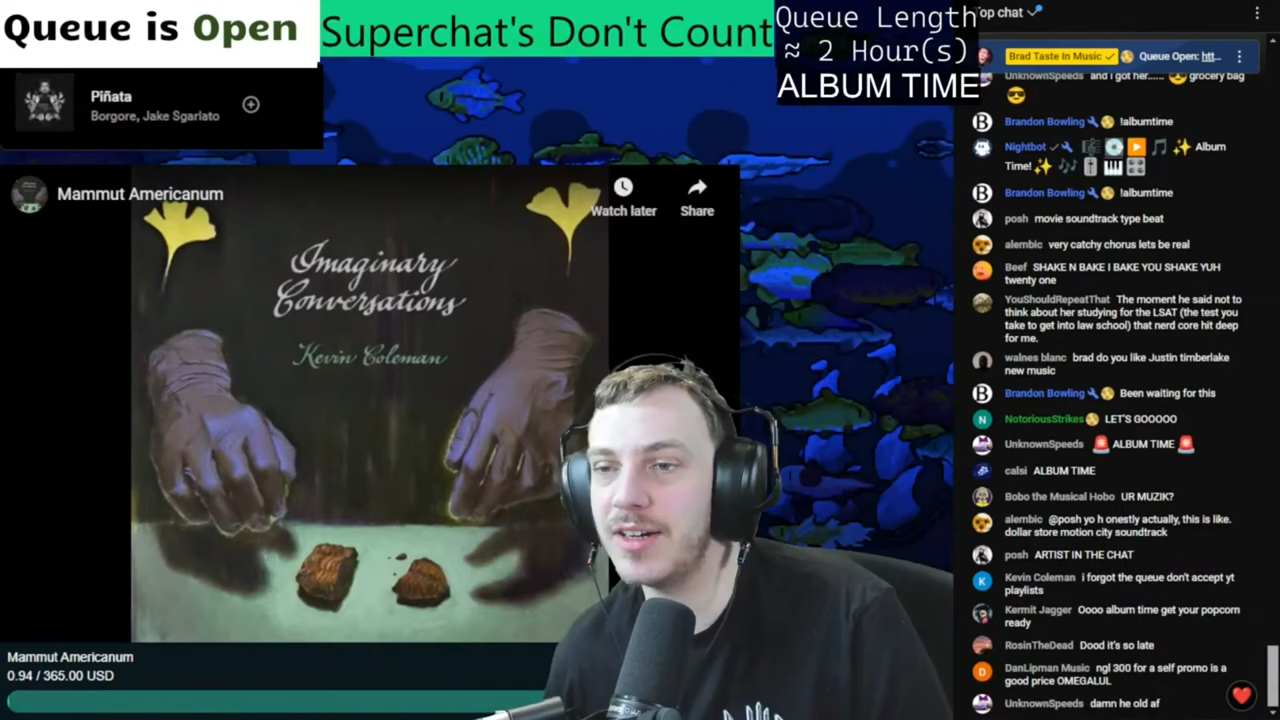 Queue is Open
Superchat's Don't Count
Queue Length
≈ 2 Hour(s)
ALBUM TIME
Piñata
Borgore, Jake Sgarlato
Mammut Americanum
Watch later
Share
Imaginary
Conversations
Kevin Coleman
Mammut Americanum
0.94 / 365.00 USD
Top chat
Brad Taste In Music Queue Open: htt...
UnknownSpeeds and i got her...... grocery bag
Brandon Bowling !albumtime
Nightbot Album
Time!
Brandon Bowling !albumtime
posh movie soundtrack type beat
alembic very catchy chorus lets be real
Beef SHAKE N BAKE I BAKE YOU SHAKE YUH
twenty one
YouShouldRepeatThat The moment he said not to
think about her studying for the LSAT (the test you
take to get into law school) that nerd core hit deep
for me.
walnes blanc brad do you like Justin timberlake
new music
Brandon Bowling Been waiting for this
NotoriousStrikes LET'S GOOOOO
UnknownSpeeds ALBUM TIME
calsi ALBUM TIME
Bobo the Musical Hobo UR MUZIK?
alembic @posh yo h onestly actually, this is like.
dollar store motion city soundtrack
posh ARTIST IN THE CHAT
Kevin Coleman i forgot the queue don't accept yt
playlists
Kermit Jagger Oooo album time get your popcorn
ready
RosinTheDead Dood it's so late
DanLipman Music ngl 300 for a self promo is a
good price OMEGALUL
UnknownSpeeds damn he old af